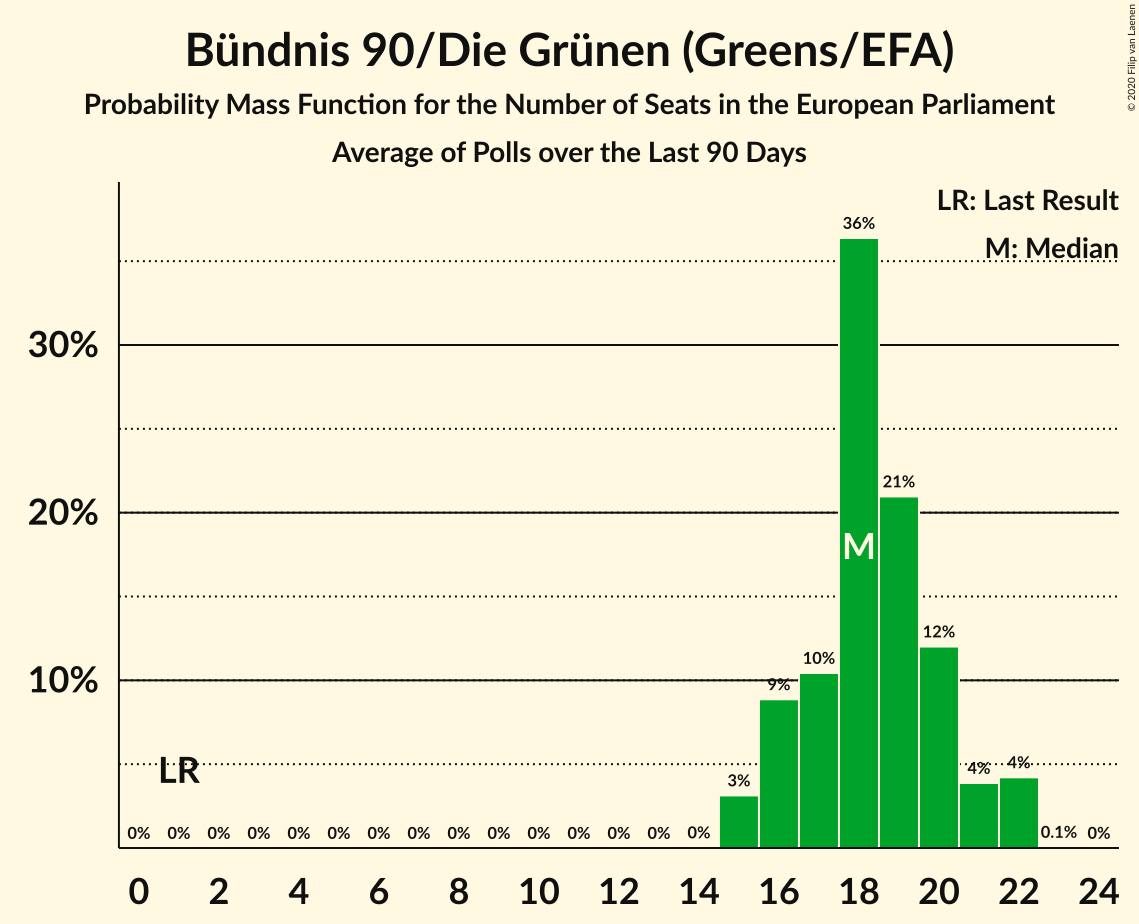 Bündnis 90/Die Grünen (Greens/EFA)
Probability Mass Function for the Number of Seats in the European Parliament
Average of Polls over the Last 90 Days
© 2020 Filip van Laenen
LR: Last Result
M: Median
36%
30%
21%
20%
M
12%
10%
9%
10%
LR
3%
4%
4%
0% 0% 0% 0% 0% 0% 0% 0% 0% 0% 0% 0% 0% 0% 0% 0.1% 0%
0 2 4 6 8 10 12 14 16 18 20 22 24